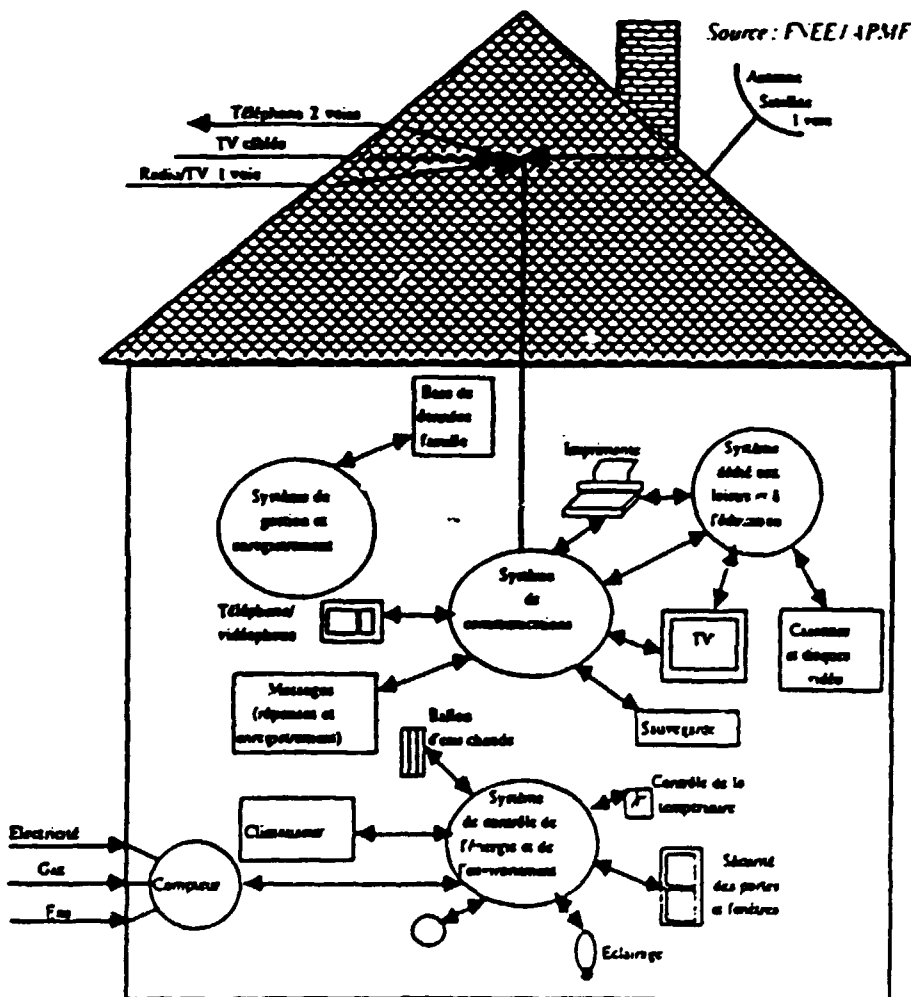 Source : FNEE / APMF
Antenne
Satellite
1 voie
Téléphone 2 voies
TV câblée
Radio/TV 1 voie
Base de
données
famille
Imprimante
Système
dédié aux
loisirs et à
l'éducation
Système de
gestion et
enregistrement
Système
de
communications
Téléphone/
vidéophone
TV
Cassettes
et disques
vidéo
Messages
(réponses et
enregistrement)
Ballon
d'eau chaude
Sauvegarde
Système
de contrôle de
l'énergie et de
l'environnement
Contrôle de la
température
Climatiseur
Electricité
Gaz
Eau
Compteur
Sécurité
des portes
et fenêtres
Eclairage